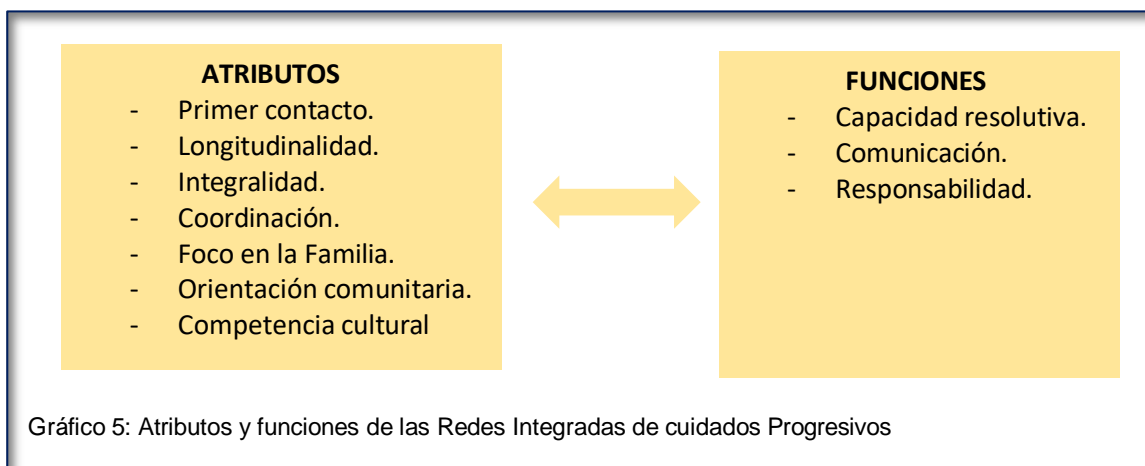 ATRIBUTOS
- Primer contacto.
- Longitudinalidad.
- Integralidad.
- Coordinación.
- Foco en la Familia.
- Orientación comunitaria.
- Competencia cultural
FUNCIONES
- Capacidad resolutiva.
- Comunicación.
- Responsabilidad.
Gráfico 5: Atributos y funciones de las Redes Integradas de cuidados Progresivos